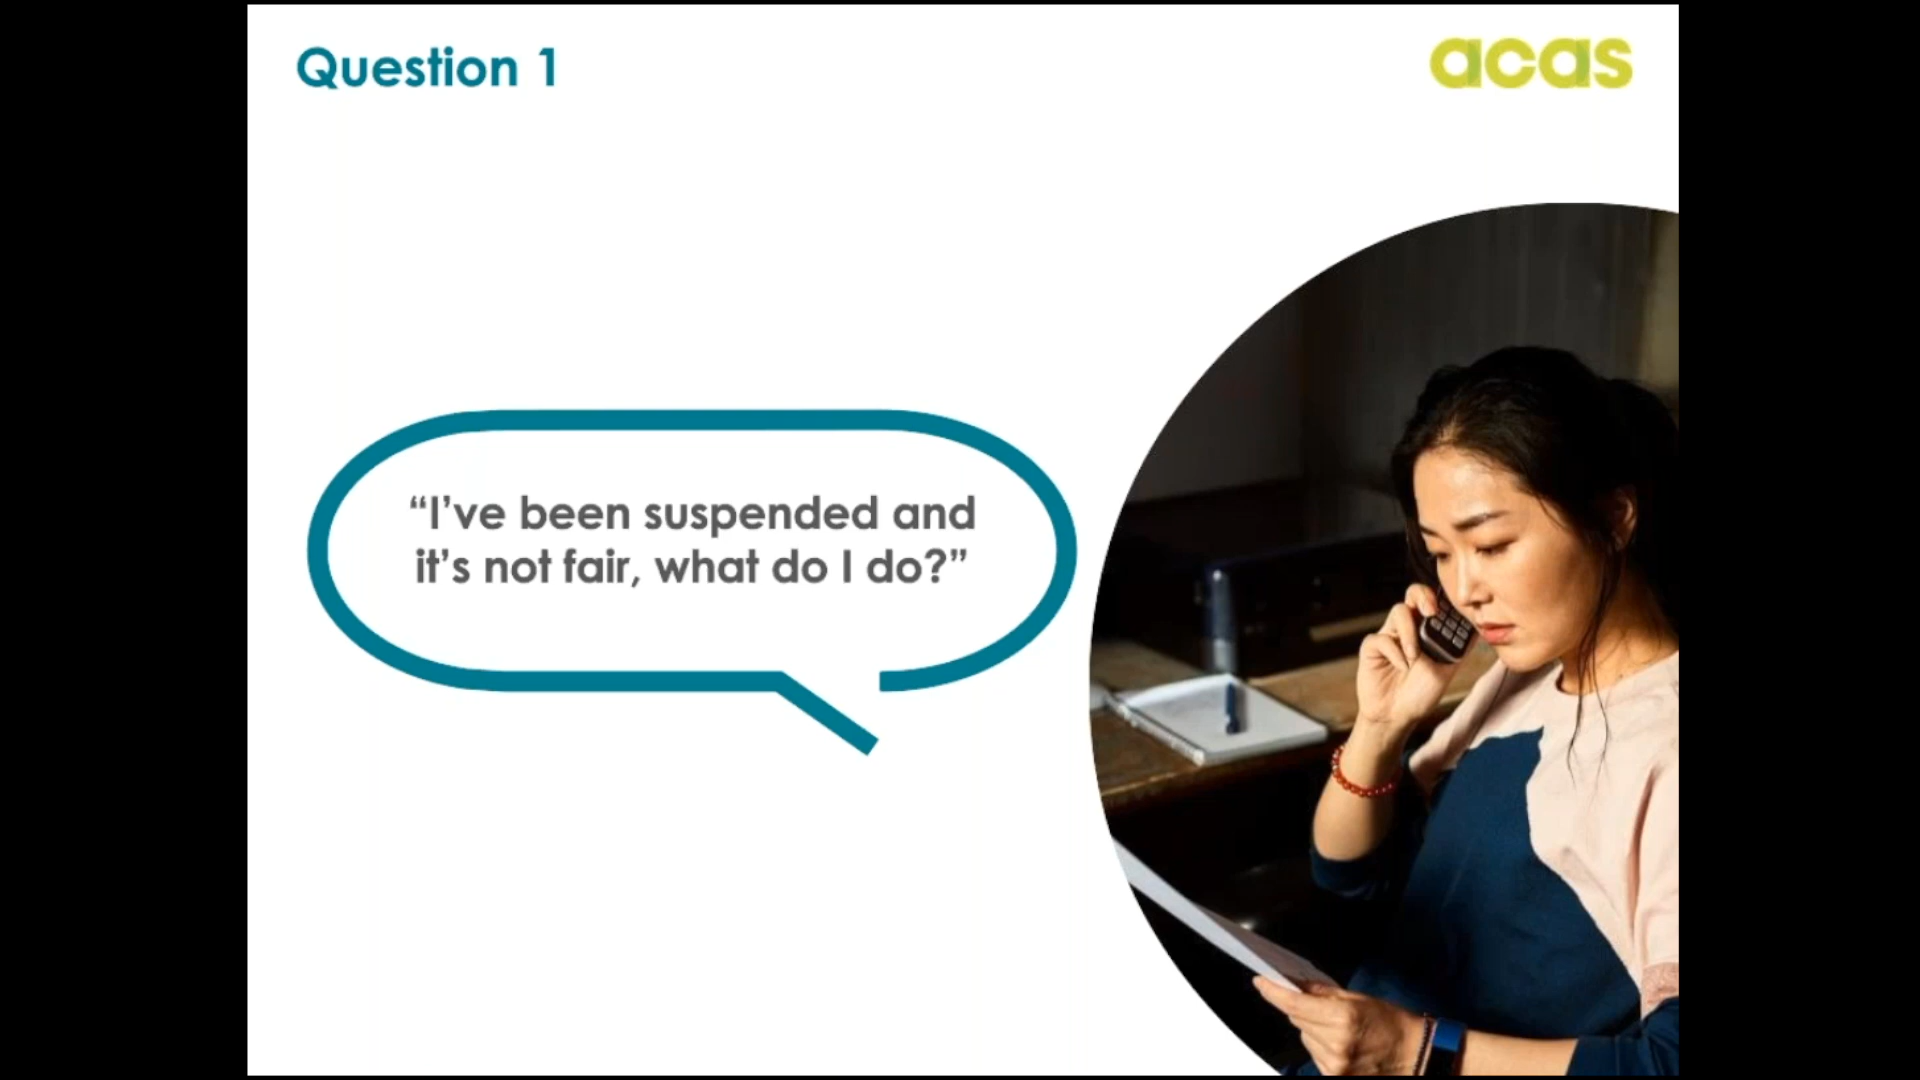 Question 1
acas
“I’ve been suspended and
it’s not fair, what do I do?”